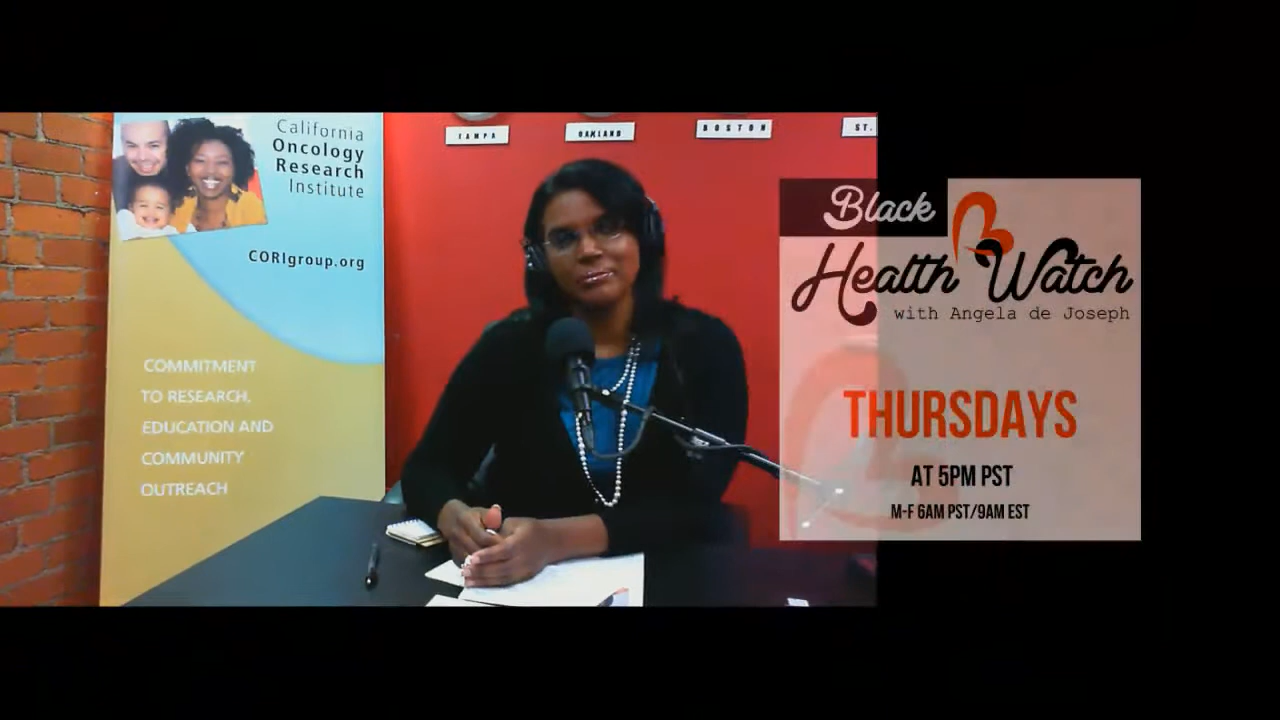 California
Oncology
Research
Institute
CORIgroup.org
COMMITMENT
TO RESEARCH,
EDUCATION AND
COMMUNITY
OUTREACH
TAMPA
OAKLAND
BOSTON
ST.
Black
Health Watch
with Angela de Joseph
THURSDAYS
AT 5PM PST
M-F 6AM PST/9AM EST